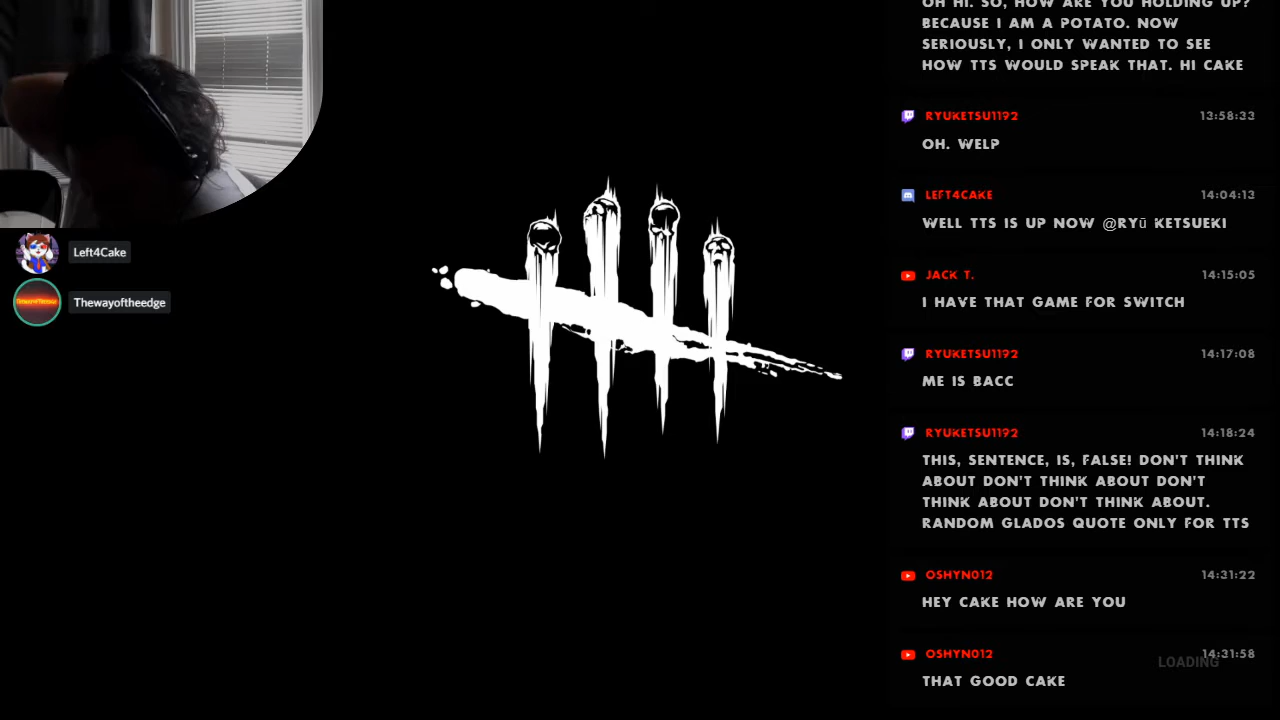 OH HI. SO, HOW ARE YOU HOLDING UP?
BECAUSE I AM A POTATO. NOW
SERIOUSLY, I ONLY WANTED TO SEE
HOW TTS WOULD SPEAK THAT. HI CAKE
RYUKETSU1192 13:58:33
OH. WELP
LEFT4CAKE 14:04:13
WELL TTS IS UP NOW @RYŪ KETSUEKI
JACK T. 14:15:05
I HAVE THAT GAME FOR SWITCH
RYUKETSU1192 14:17:08
ME IS BACC
RYUKETSU1192 14:18:24
THIS, SENTENCE, IS, FALSE! DON'T THINK
ABOUT DON'T THINK ABOUT DON'T
THINK ABOUT DON'T THINK ABOUT.
RANDOM GLADOS QUOTE ONLY FOR TTS
OSHYN012 14:31:22
HEY CAKE HOW ARE YOU
OSHYN012 14:31:58
LOADING
THAT GOOD CAKE
Left4Cake
Thewayoftheedge